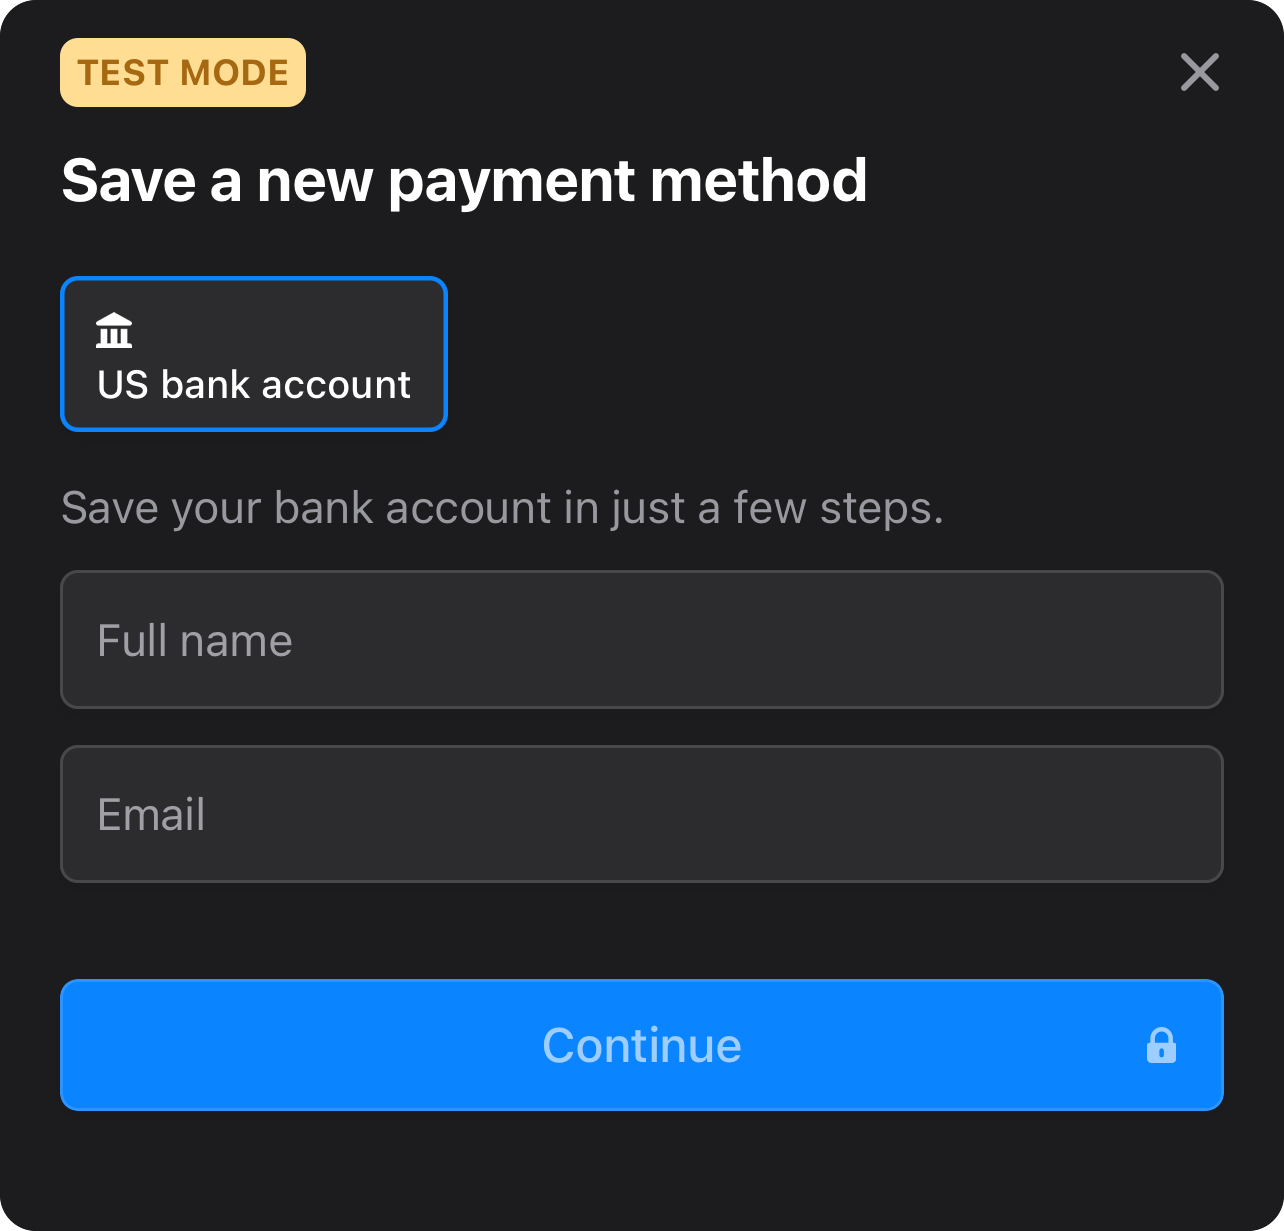 TEST MODE
Save a new payment method
US bank account
Save your bank account in just a few steps.
Full name
Email
Continue